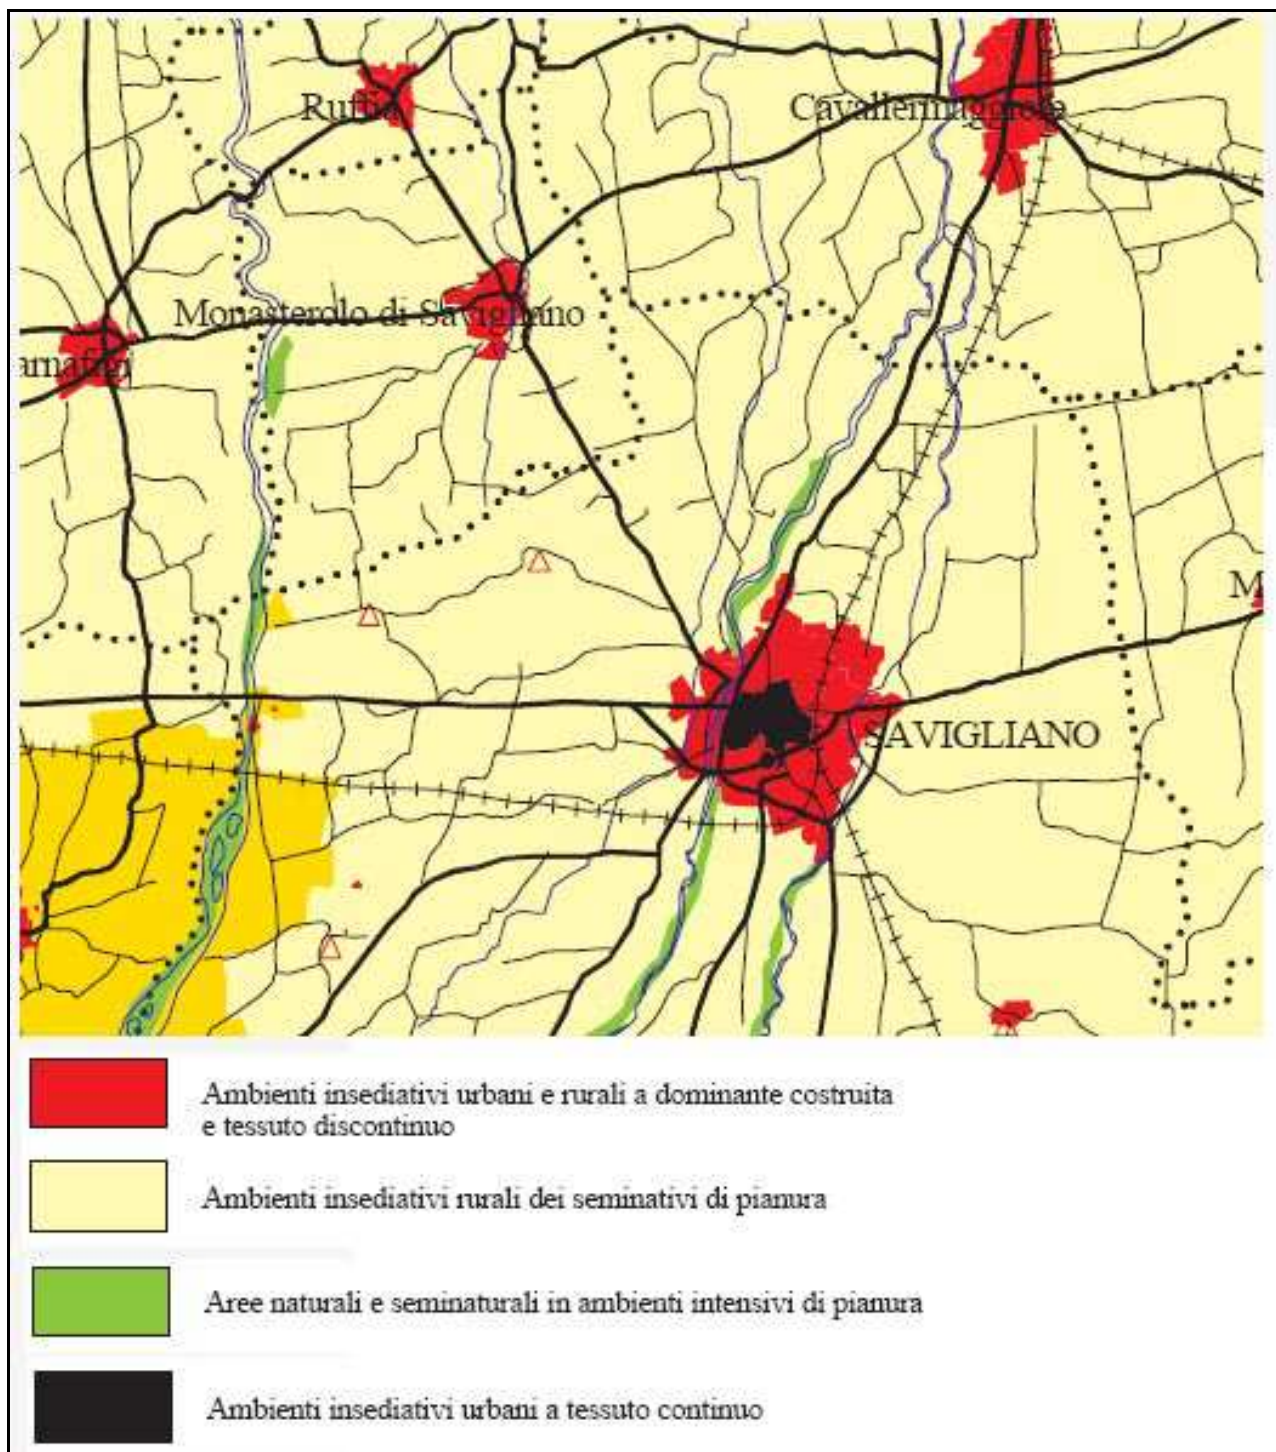 Ruffia
Cavallermaggiore
Monasterolo di Savigliano
SAVIGLIANO
Ambienti insediativi urbani e rurali a dominante costruita
e tessuto discontinuo
Ambienti insediativi rurali dei seminativi di pianura
Aree naturali e seminaturali in ambienti intensivi di pianura
Ambienti insediativi urbani a tessuto continuo